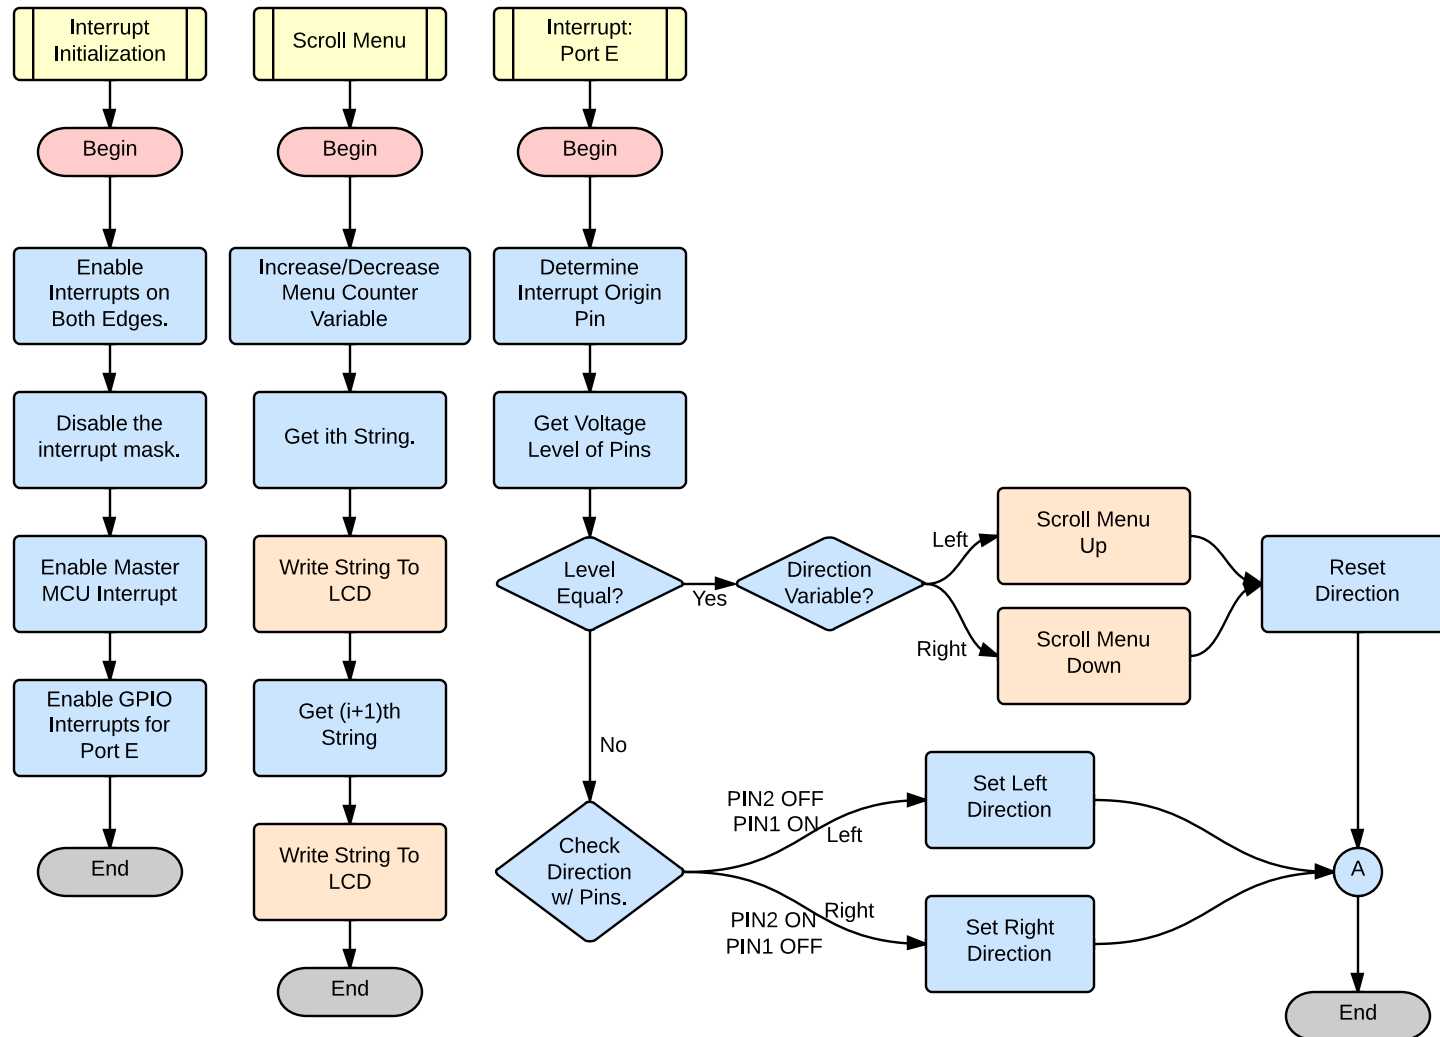 Interrupt
Initialization
Begin
Enable
Interrupts on
Both Edges.
Disable the
interrupt mask.
Enable Master
MCU Interrupt
Enable GPIO
Interrupts for
Port E
End
Scroll Menu
Begin
Increase/Decrease
Menu Counter
Variable
Get ith String.
Write String To
LCD
Get (i+1)th
String
Write String To
LCD
End
Interrupt:
Port E
Begin
Determine
Interrupt Origin
Pin
Get Voltage
Level of Pins
Level
Equal?
Yes
Direction
Variable?
Left
Scroll Menu
Up
Right
Scroll Menu
Down
Reset
Direction
No
Check
Direction
w/ Pins.
PIN2 OFF
PIN1 ON
Left
Set Left
Direction
Right
PIN2 ON
PIN1 OFF
Set Right
Direction
A
End